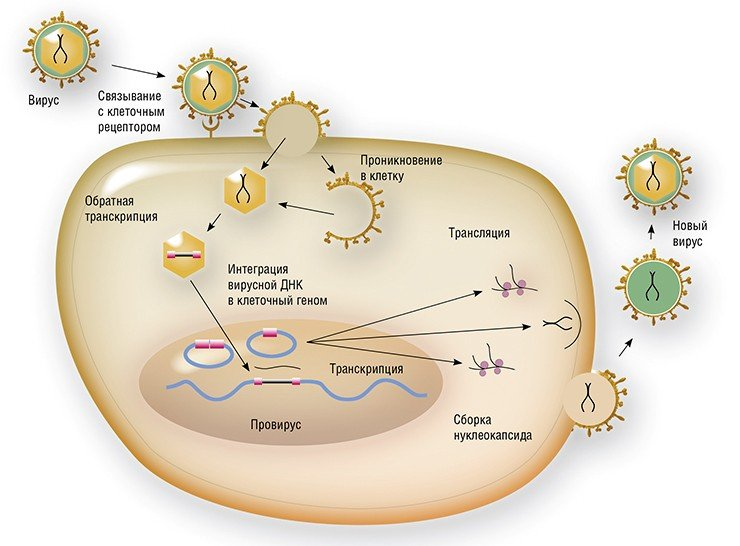 Вирус
Связывание
с клеточным
рецептором
Проникновение
в клетку
Обратная
транскрипция
Интеграция
вирусной ДНК
в клеточный геном
Трансляция
Новый
вирус
Транскрипция
Провирус
Сборка
нуклеокапсида